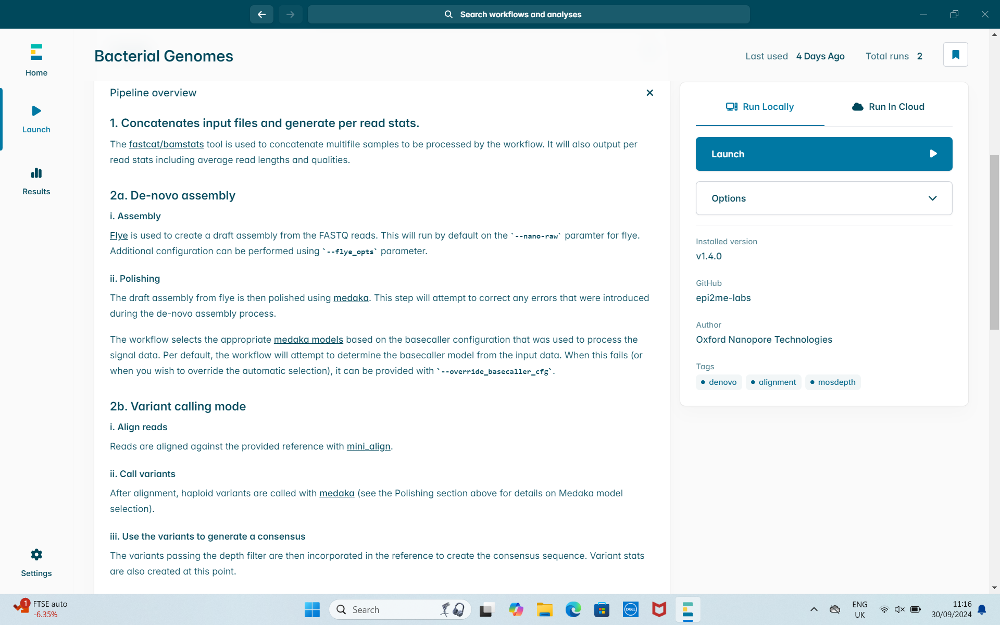 Search workflows and analyses
Home
Launch
Results
Settings
Bacterial Genomes
Last used 4 Days Ago Total runs 2
Pipeline overview
1. Concatenates input files and generate per read stats.
The fastcat/bamstats tool is used to concatenate multifile samples to be processed by the workflow. It will also output per
read stats including average read lengths and qualities.
2a. De-novo assembly
i. Assembly
Flye is used to create a draft assembly from the FASTQ reads. This will run by default on the `--nano-raw` paramter for flye.
Additional configuration can be performed using `--flye_opts` parameter.
ii. Polishing
The draft assembly from flye is then polished using medaka. This step will attempt to correct any errors that were introduced
during the de-novo assembly process.
The workflow selects the appropriate medaka models based on the basecaller configuration that was used to process the
signal data. Per default, the workflow will attempt to determine the basecaller model from the input data. When this fails (or
when you wish to override the automatic selection), it can be provided with `--override_basecaller_cfg`.
2b. Variant calling mode
i. Align reads
Reads are aligned against the provided reference with mini_align.
ii. Call variants
After alignment, haploid variants are called with medaka (see the Polishing section above for details on Medaka model
selection).
iii. Use the variants to generate a consensus
The variants passing the depth filter are then incorporated in the reference to create the consensus sequence. Variant stats
are also created at this point.
Run Locally
Run In Cloud
Launch
Options
Installed version
v1.4.0
GitHub
epi2me-labs
Author
Oxford Nanopore Technologies
Tags
denovo alignment mosdepth
1
FTSE auto
-6.35%
Search
DELL
ENG
UK
11:16
30/09/2024